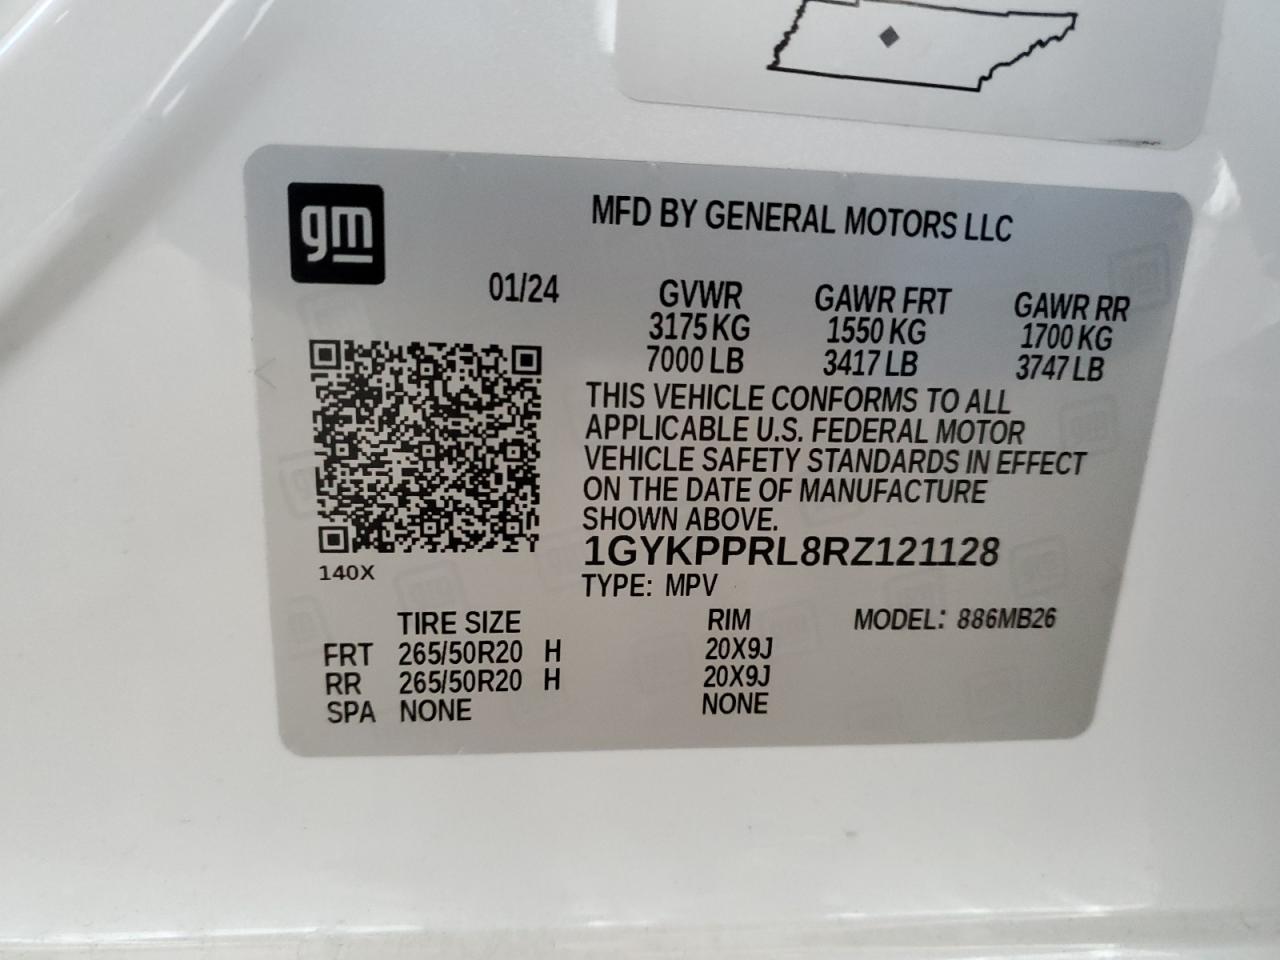 gm
MFD BY GENERAL MOTORS LLC
01/24
GVWR GAWR FRT GAWR RR
3175 KG 1550 KG 1700 KG
7000 LB 3417 LB 3747 LB
THIS VEHICLE CONFORMS TO ALL
APPLICABLE U.S. FEDERAL MOTOR
VEHICLE SAFETY STANDARDS IN EFFECT
ON THE DATE OF MANUFACTURE
SHOWN ABOVE.
1GYKPPRL8RZ121128
TYPE: MPV
140X
TIRE SIZE RIM MODEL: 886MB26
FRT 265/50R20 H 20X9J
RR 265/50R20 H 20X9J
SPA NONE NONE